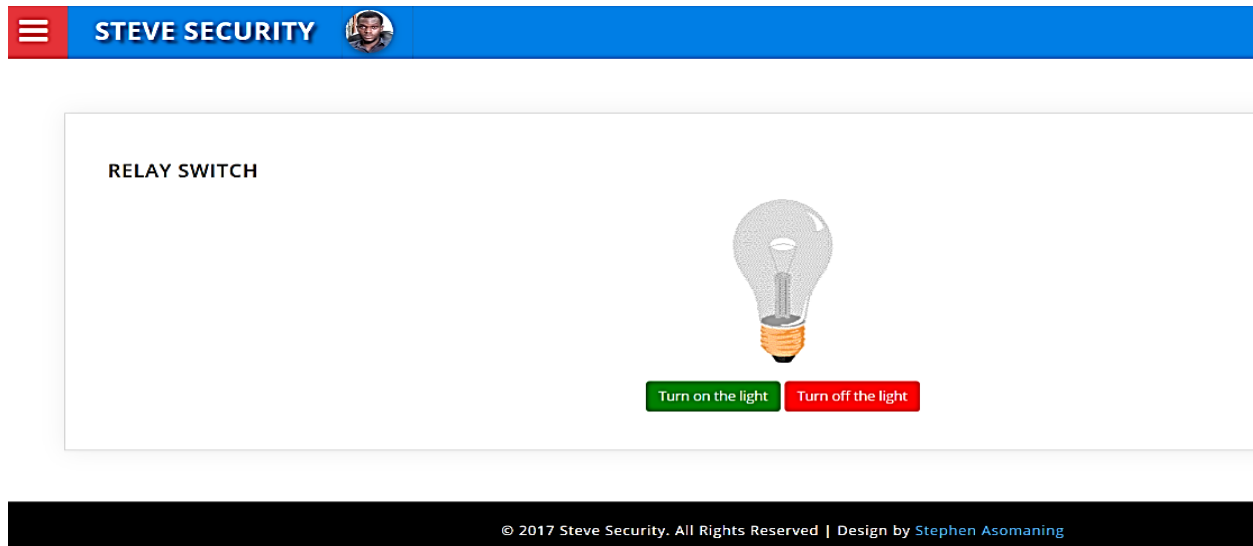 STEVE SECURITY
RELAY SWITCH
Turn on the light Turn off the light
© 2017 Steve Security. All Rights Reserved | Design by Stephen Asomaning